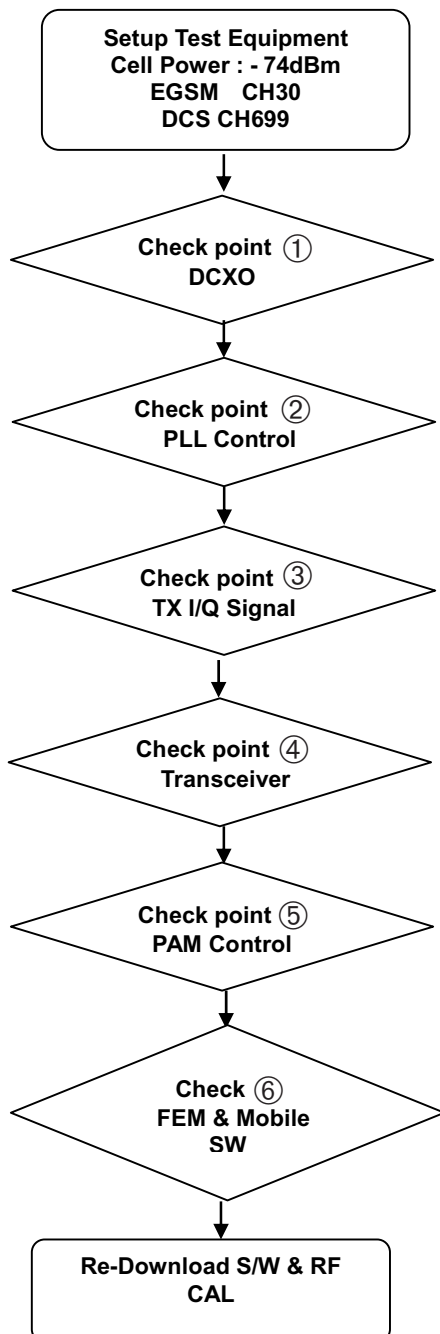 Setup Test Equipment
Cell Power : - 74dBm
EGSM CH30
DCS CH699
Check point ①
DCXO
Check point ②
PLL Control
Check point ③
TX I/Q Signal
Check point ④
Transceiver
Check point ⑤
PAM Control
Check ⑥
FEM & Mobile
SW
Re-Download S/W & RF
CAL